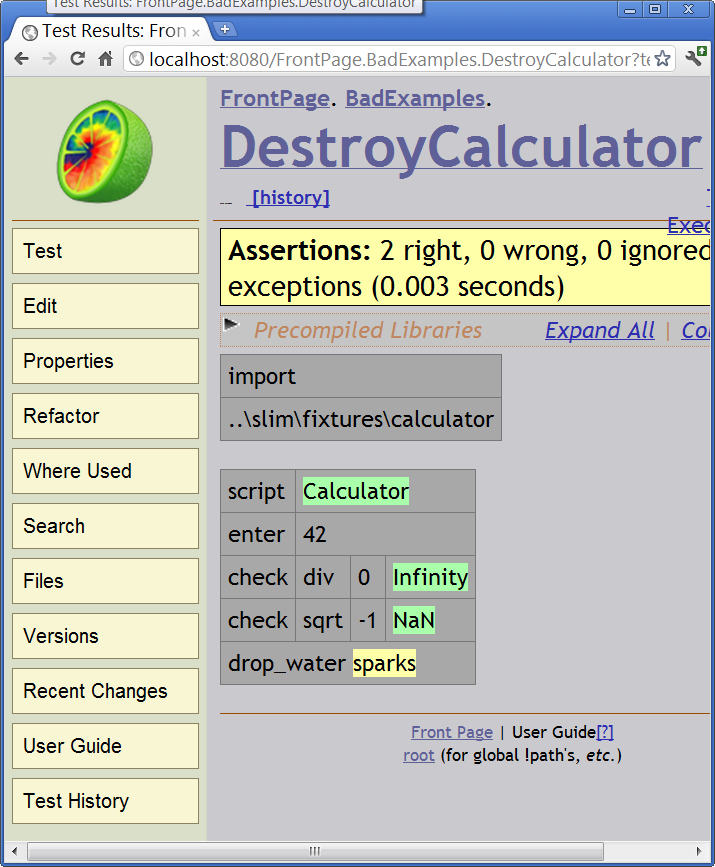 Test Results: FrontPage.BadExamples.DestroyCalculator
Test Results: Fron
localhost:8080/FrontPage.BadExamples.DestroyCalculator?te
FrontPage. BadExamples.
DestroyCalculator
[history]
Exec
Assertions: 2 right, 0 wrong, 0 ignored
exceptions (0.003 seconds)
Precompiled Libraries Expand All | Co
import
..\slim\fixtures\calculator
script Calculator
enter 42
check div 0 Infinity
check sqrt -1 NaN
drop_water sparks
Front Page | User Guide[?]
root (for global !path's, etc.)
Test
Edit
Properties
Refactor
Where Used
Search
Files
Versions
Recent Changes
User Guide
Test History